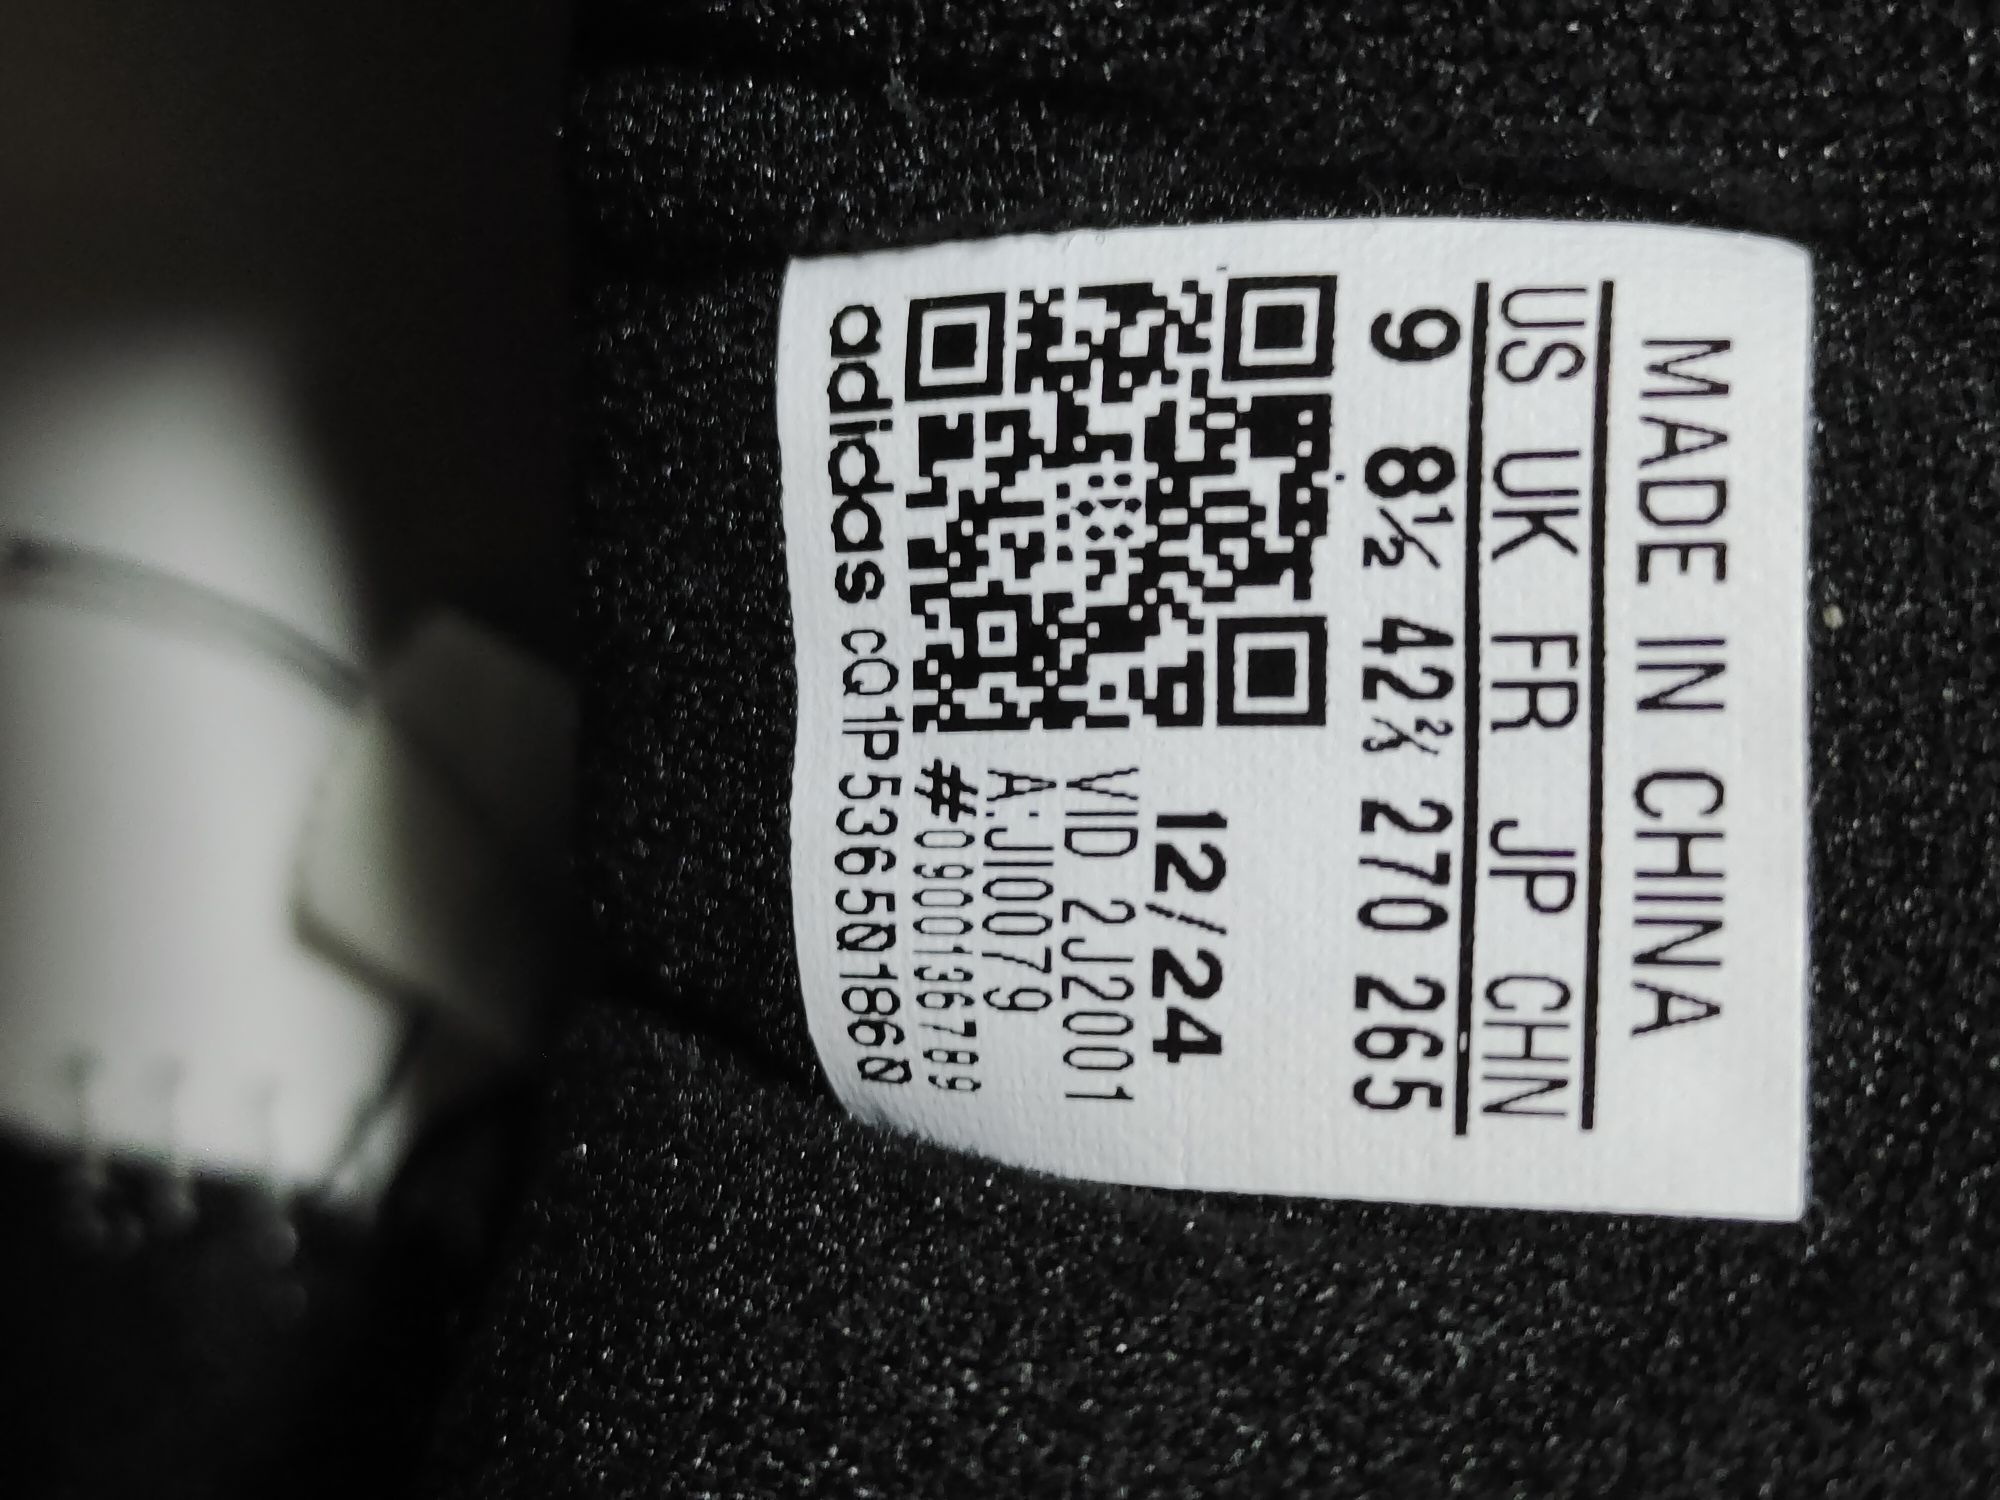 MADE IN CHINA
US UK FR JP CHN
9 8½ 42⅔ 270 265
12/24
VID 2J2001
A:JI0079
#0900136789
adidas cQ1P536501860